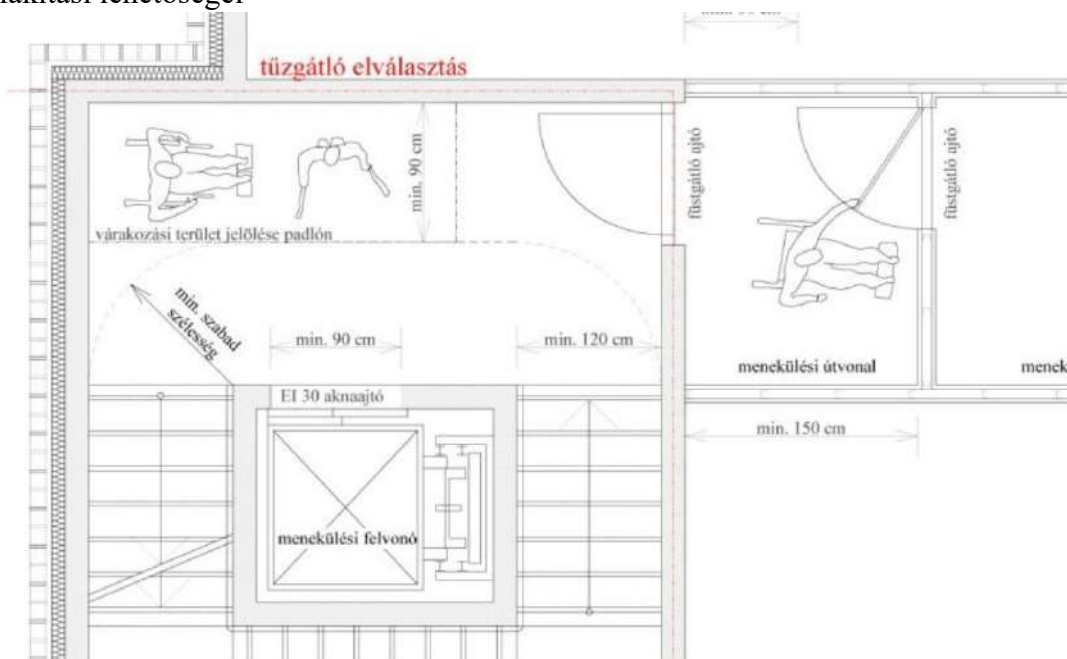 tűzgátló elválasztás
min. 90 cm
füstgátló ajtó
füstgátló ajtó
várakozási terület jelölése padlón
min. szabad
szélesség
min. 90 cm
min. 120 cm
menekülési útvonal
EI 30 aknaajtó
min. 150 cm
menekülési felvonó